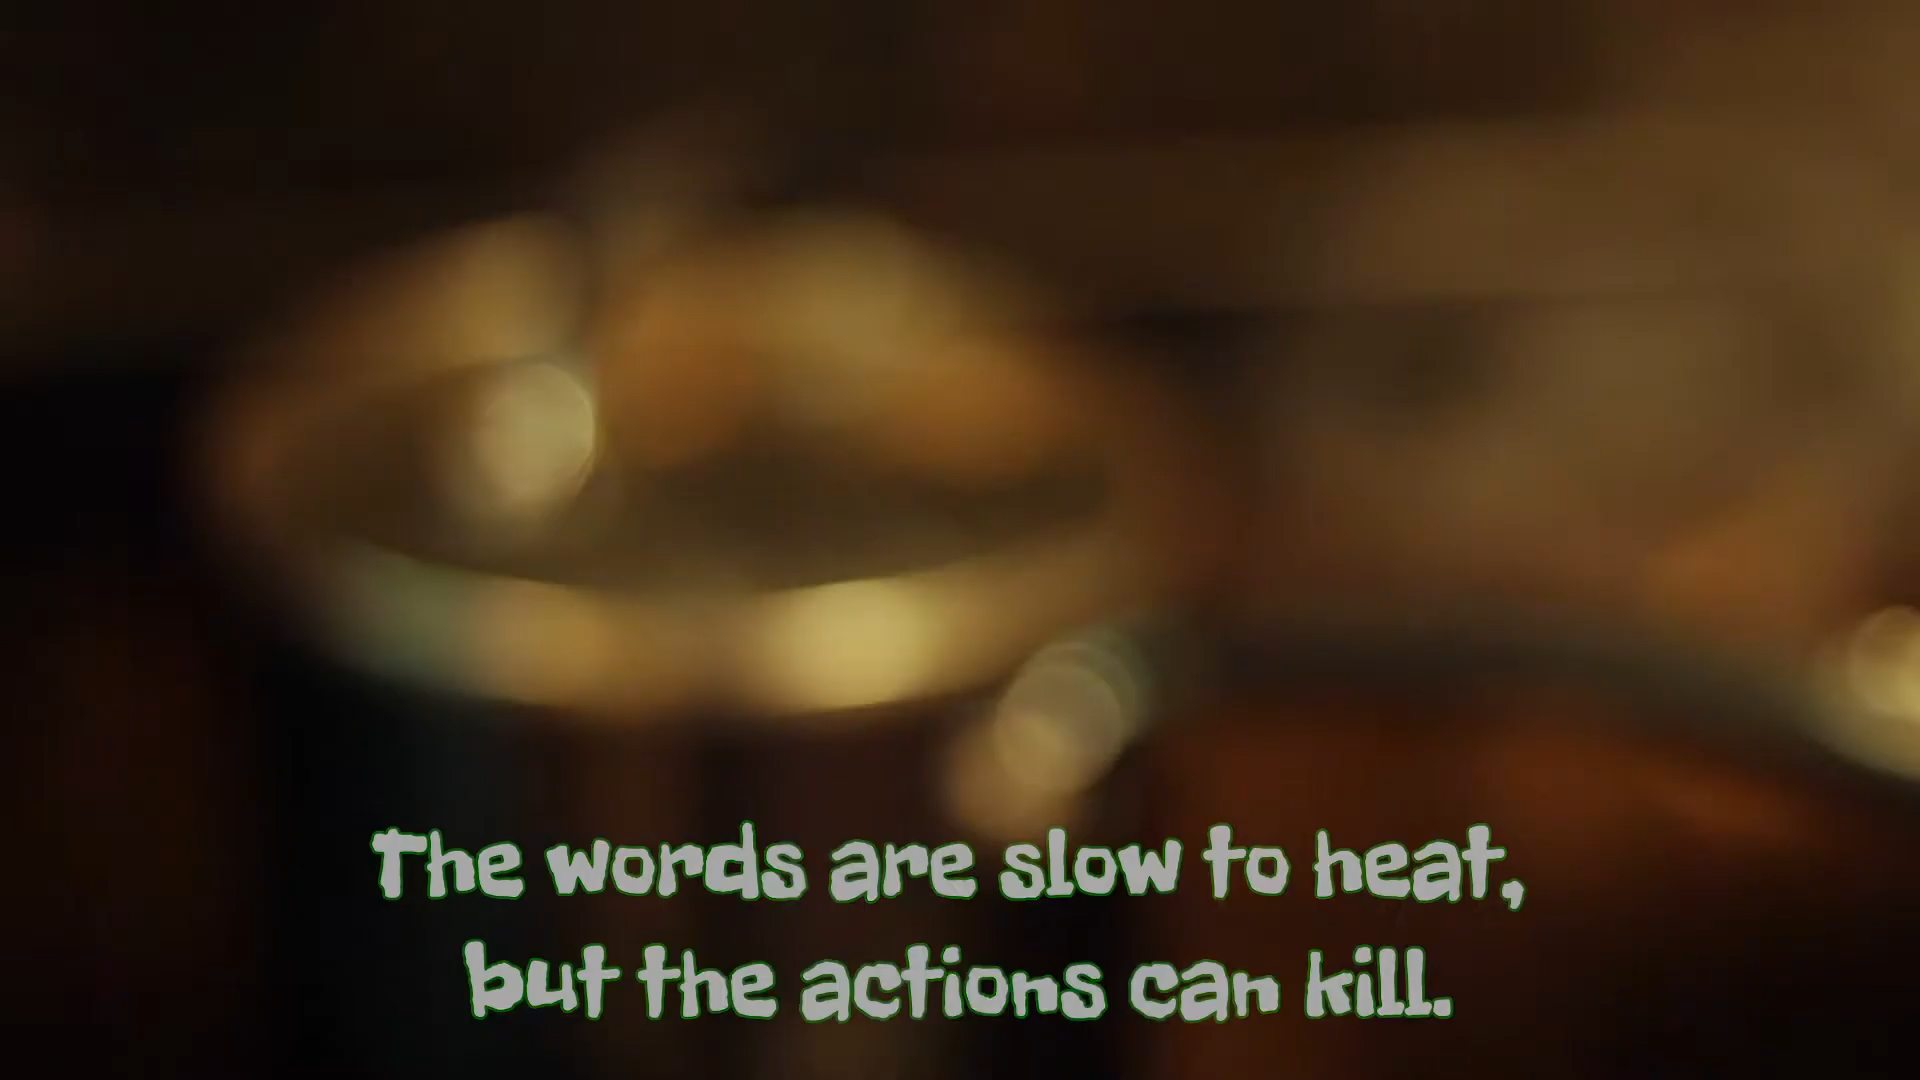 The words are slow to heat,
but the actions can kill.